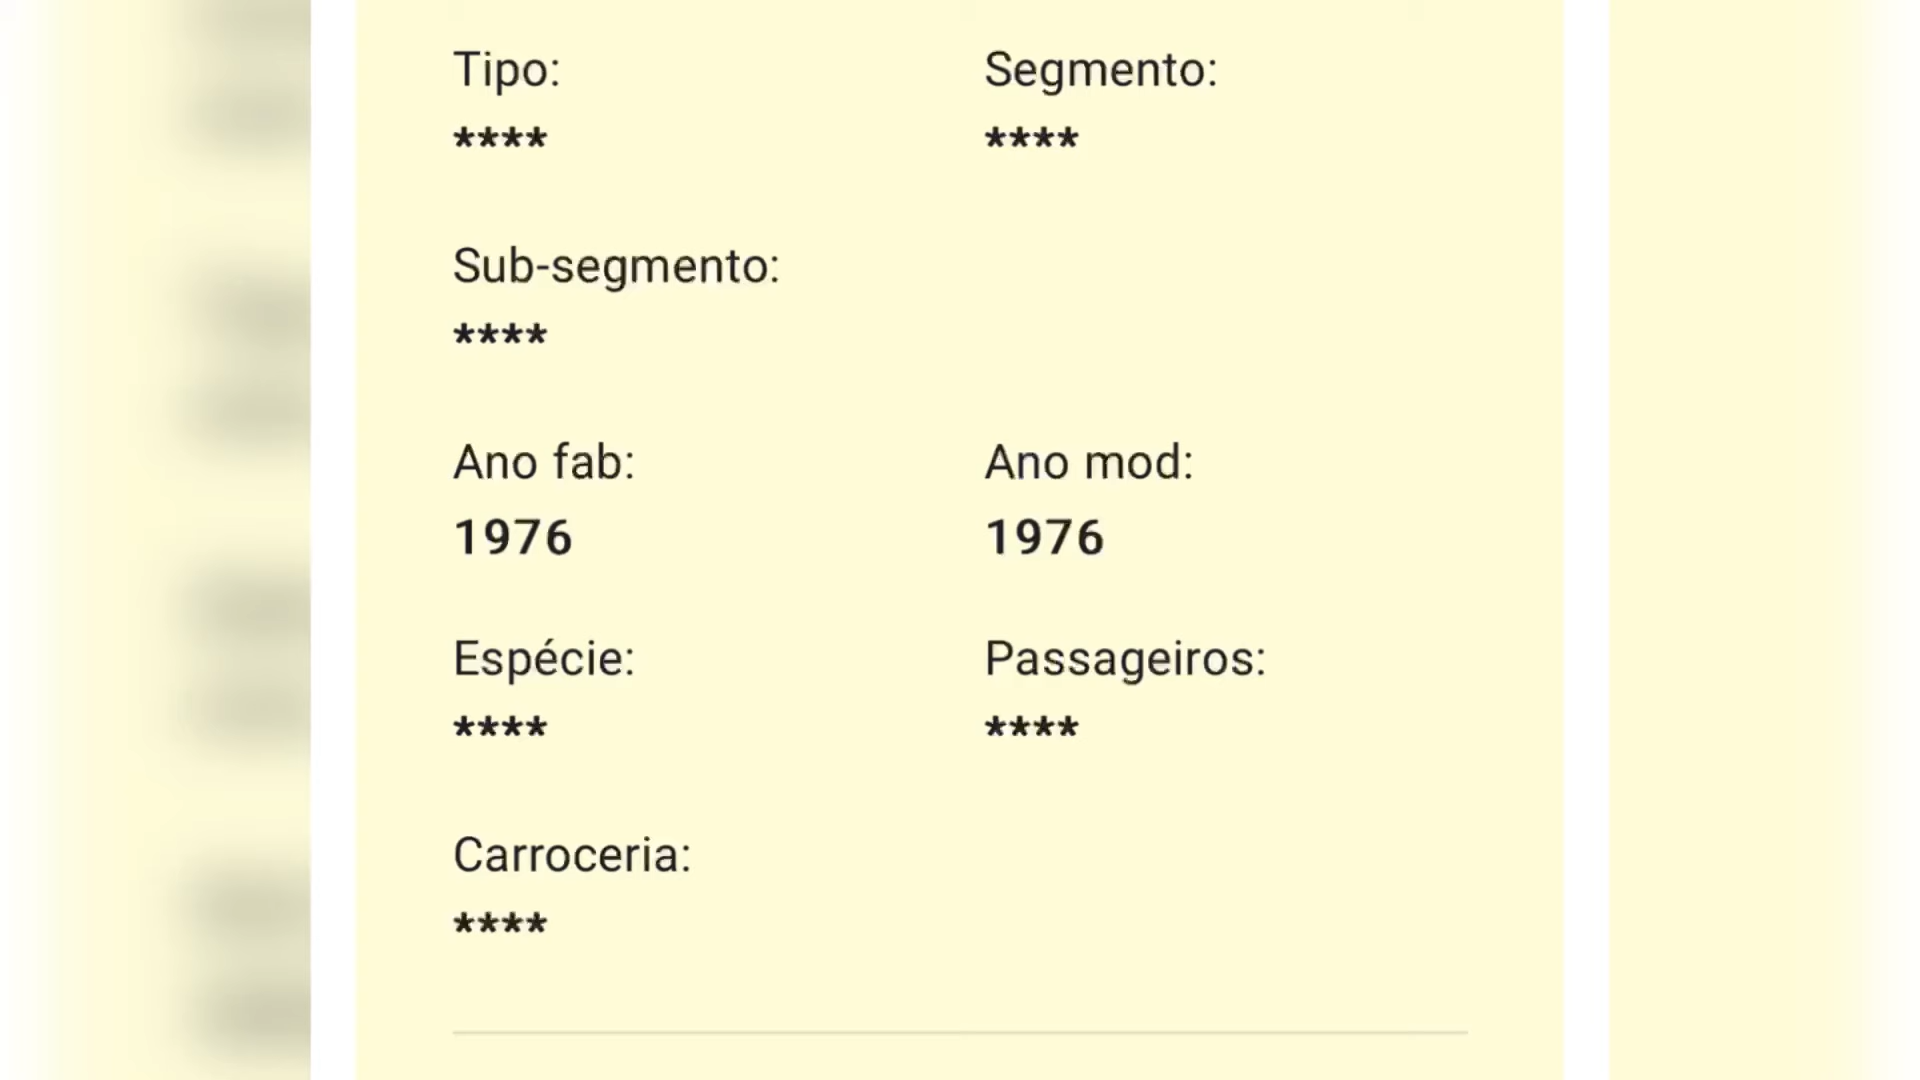 Tipo: Segmento:
**** ****
Sub-segmento:
****
Ano fab: Ano mod:
1976 1976
Espécie: Passageiros:
**** ****
Carroceria:
****